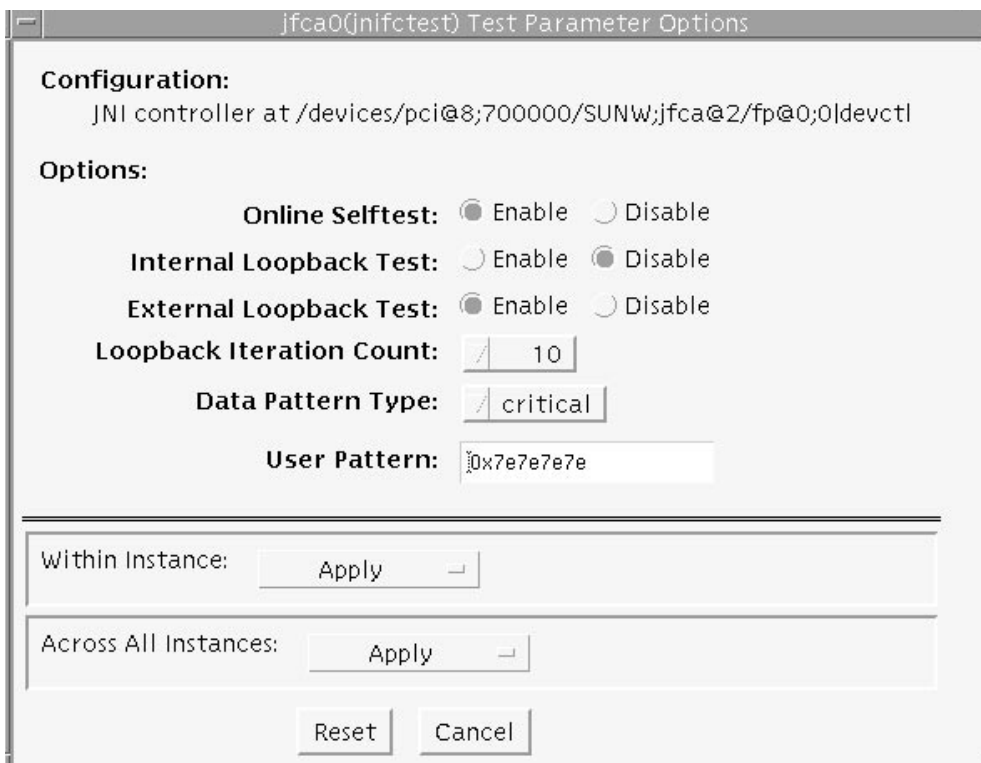 jfca0(jnifctest) Test Parameter Options
Configuration:
JNI controller at /devices/pci@8;700000/SUNW;jfca@2/fp@0;0|devctl
Options:
Online Selftest: Enable Disable
Internal Loopback Test: Enable Disable
External Loopback Test: Enable Disable
Loopback Iteration Count: 10
Data Pattern Type: critical
User Pattern: 0x7e7e7e7e
Within Instance: Apply
Across All Instances: Apply
Reset Cancel